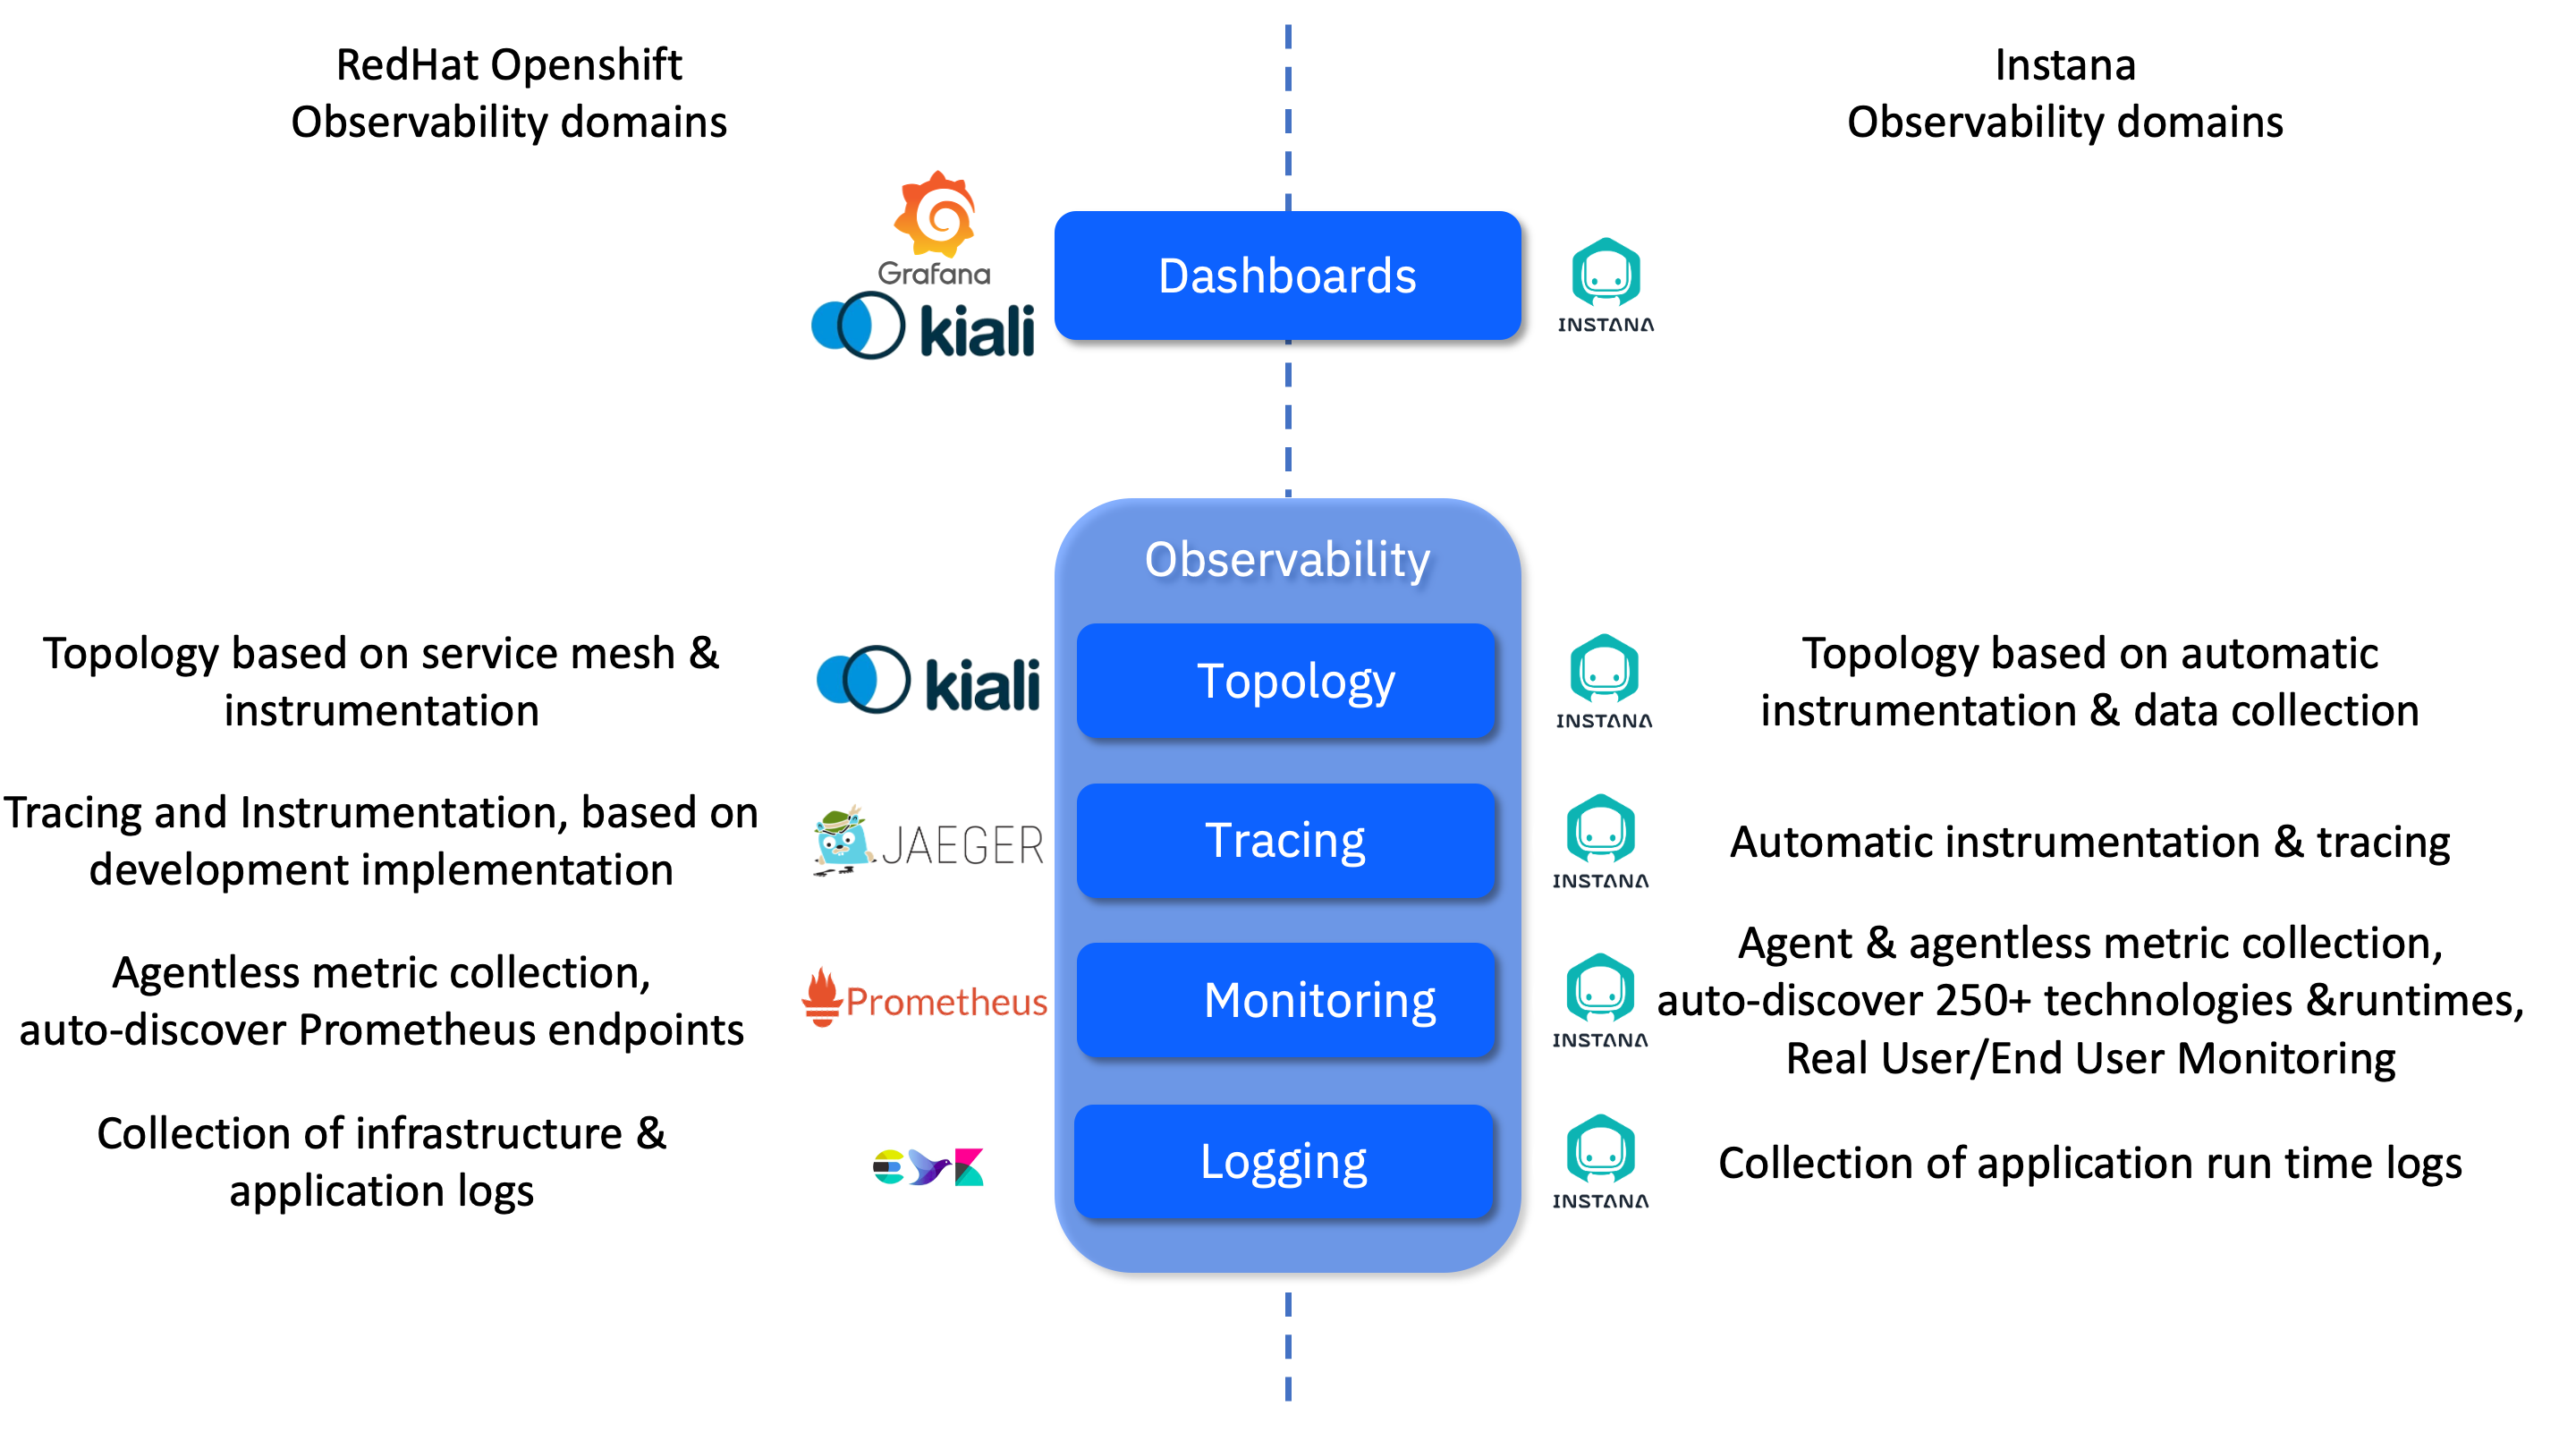 RedHat Openshift
Observability domains
Instana
Observability domains
Grafana
kiali
Dashboards
INSTANA
Observability
Topology based on service mesh &
instrumentation
kiali
Topology
INSTANA
Topology based on automatic
instrumentation & data collection
Tracing and Instrumentation, based on
development implementation
JAEGER
Tracing
INSTANA
Automatic instrumentation & tracing
Agentless metric collection,
auto-discover Prometheus endpoints
Prometheus
Monitoring
INSTANA
Agent & agentless metric collection,
auto-discover 250+ technologies &runtimes,
Real User/End User Monitoring
Collection of infrastructure &
application logs
Logging
INSTANA
Collection of application run time logs